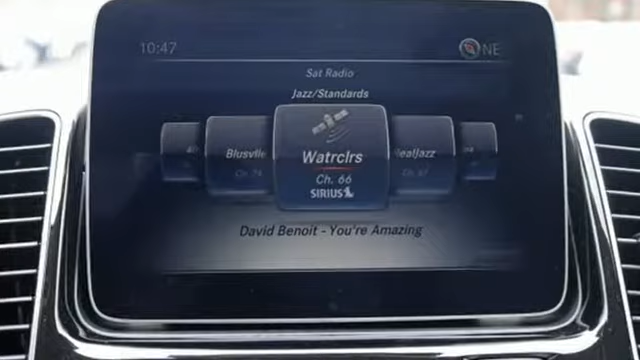 10:47 NE
Sat Radio
Jazz/Standards
Blusvlle Watrclrs RealJazz
Ch. 74 Ch. 66 Ch. 67
SIRIUS
David Benoit - You're Amazing